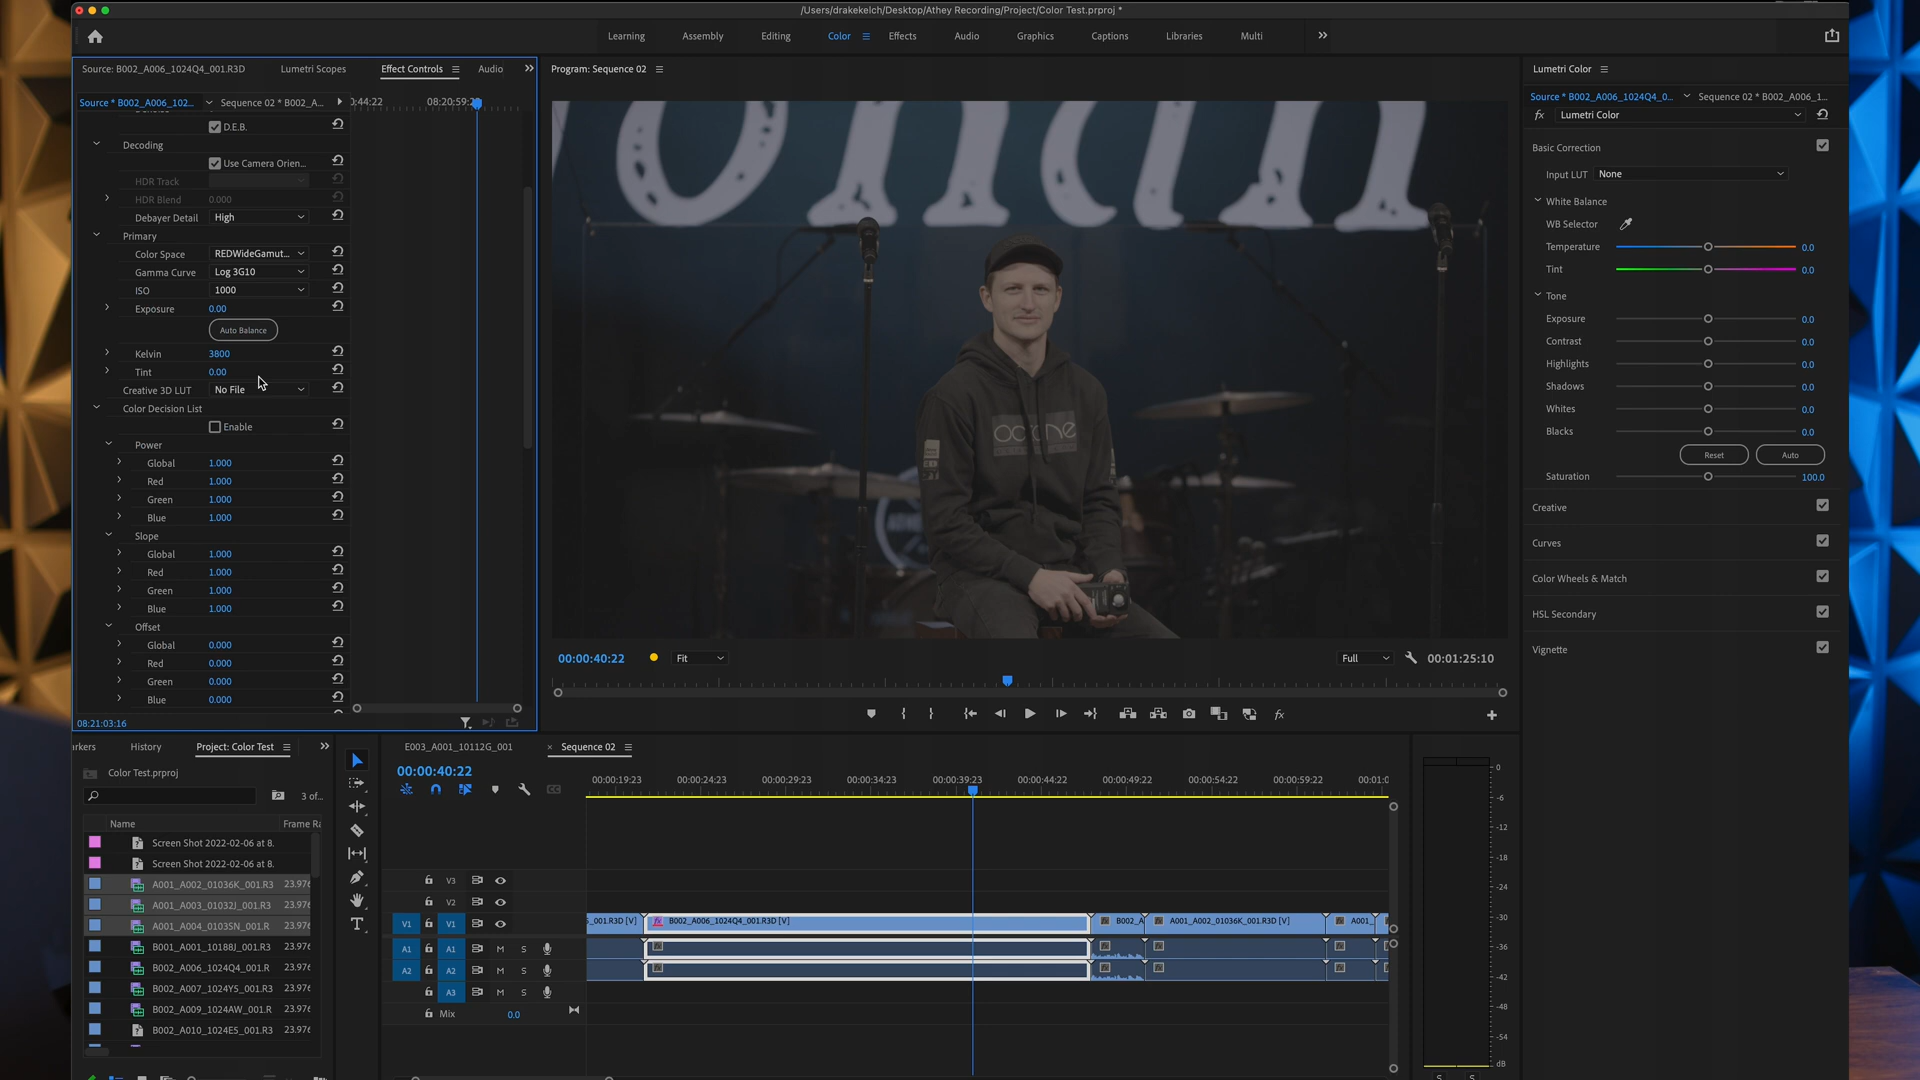 /Users/drakekelch/Desktop/Athey Recording/Project/Color Test.prproj *
Learning Assembly Editing Color Effects Audio Graphics Captions Libraries Multi
Source: B002_A006_1024Q4_001.R3D Lumetri Scopes Effect Controls Audio
Program: Sequence 02
Lumetri Color
Source * B002_A006_102... Sequence 02 * B002_A... 08:20:59:2
Source * B002_A006_1024Q4_0... Sequence 02 * B002_A006_1...
fx Lumetri Color
D.E.B.
Decoding
Use Camera Orien...
HDR Track
HDR Blend 0.000
Debayer Detail High
Primary
Color Space REDWideGamut...
Gamma Curve Log 3G10
ISO 1000
Exposure 0.00
Auto Balance
Kelvin 3800
Tint 0.00
Creative 3D LUT No File
Color Decision List
Enable
Power
Global 1.000
Red 1.000
Green 1.000
Blue 1.000
Slope
Global 1.000
Red 1.000
Green 1.000
Blue 1.000
Offset
Global 0.000
Red 0.000
Green 0.000
Blue 0.000
08:21:03:16
octane
Basic Correction
Input LUT None
White Balance
WB Selector
Temperature 0.0
Tint 0.0
Tone
Exposure 0.0
Contrast 0.0
Highlights 0.0
Shadows 0.0
Whites 0.0
Blacks 0.0
Reset Auto
Saturation 100.0
Creative
Curves
Color Wheels & Match
HSL Secondary
Vignette
00:00:40:22 Fit Full 00:01:25:10
History Project: Color Test
Color Test.prproj
3 of...
Name Frame Ra
Screen Shot 2022-02-06 at 8.
Screen Shot 2022-02-06 at 8.
A001_A002_01036K_001.R3 23.976
A001_A003_01032J_001.R3 23.976
A001_A004_0103SN_001.R 23.976
B001_A001_10188J_001.R3 23.976
B002_A006_1024Q4_001.R 23.976
B002_A007_1024Y5_001.R3 23.976
B002_A009_1024AW_001.R 23.976
B002_A010_1024ES_001.R3 23.976
E003_A001_10112G_001 × Sequence 02
00:00:40:22
00:00:19:23 00:00:24:23 00:00:29:23 00:00:34:23 00:00:39:23 00:00:44:22 00:00:49:22 00:00:54:22 00:00:59:22 00:01:0
V3
V2
V1 V1
_001.R3D [V] fx B002_A006_1024Q4_001.R3D [V] fx B002_A fx A001_A002_01036K_001.R3D [V] fx A001_
A1 A1 M S
A2 A2 M S
A3 M S
Mix 0.0
0
-6
-12
-18
-24
-30
-36
-42
-48
-54
dB
S S